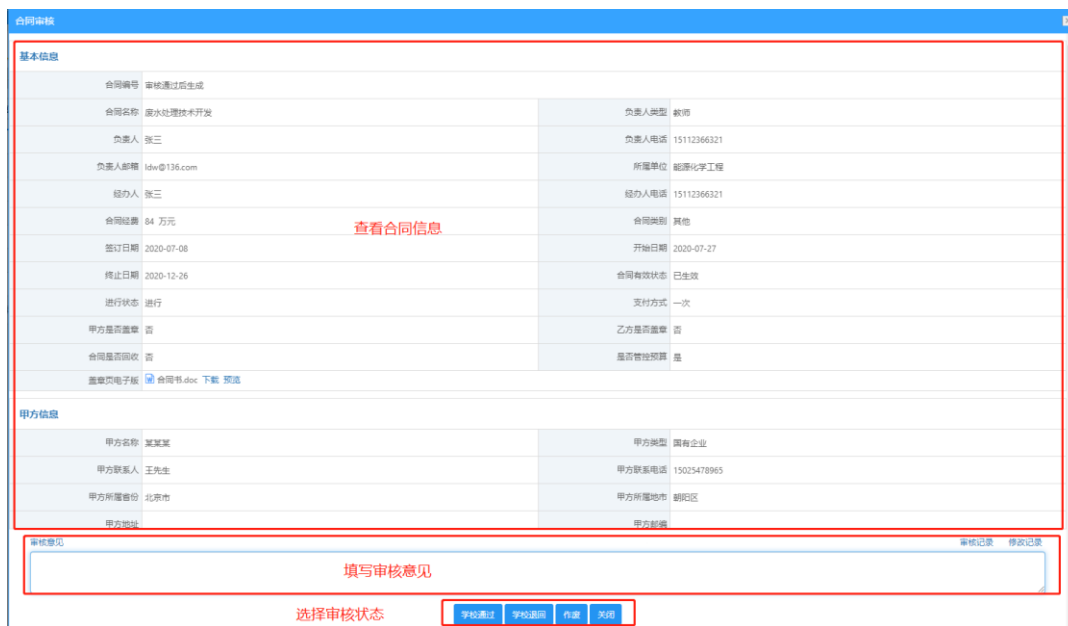 合同审核
基本信息
合同编号 审核通过后生成
合同名称 废水处理技术开发 负责人类型 教师
负责人 张三 负责人电话 15112366321
负责人邮箱 ldw@136.com 所属单位 能源化学工程
经办人 张三 经办人电话 15112366321
合同经费 84 万元 合同类别 其他
查看合同信息
签订日期 2020-07-08 开始日期 2020-07-27
终止日期 2020-12-26 合同有效状态 已生效
进行状态 进行 支付方式 一次
甲方是否盖章 否 乙方是否盖章 否
合同是否回收 否 是否管控预算 是
盖章页电子版 合同书.doc 下载 预览
甲方信息
甲方名称 某某某 甲方类型 国有企业
甲方联系人 王先生 甲方联系电话 15025478965
甲方所属省份 北京市 甲方所属地市 朝阳区
甲方地址 甲方邮编
审核意见 审核记录 修改记录
填写审核意见
选择审核状态 学校通过 学校退回 作废 关闭